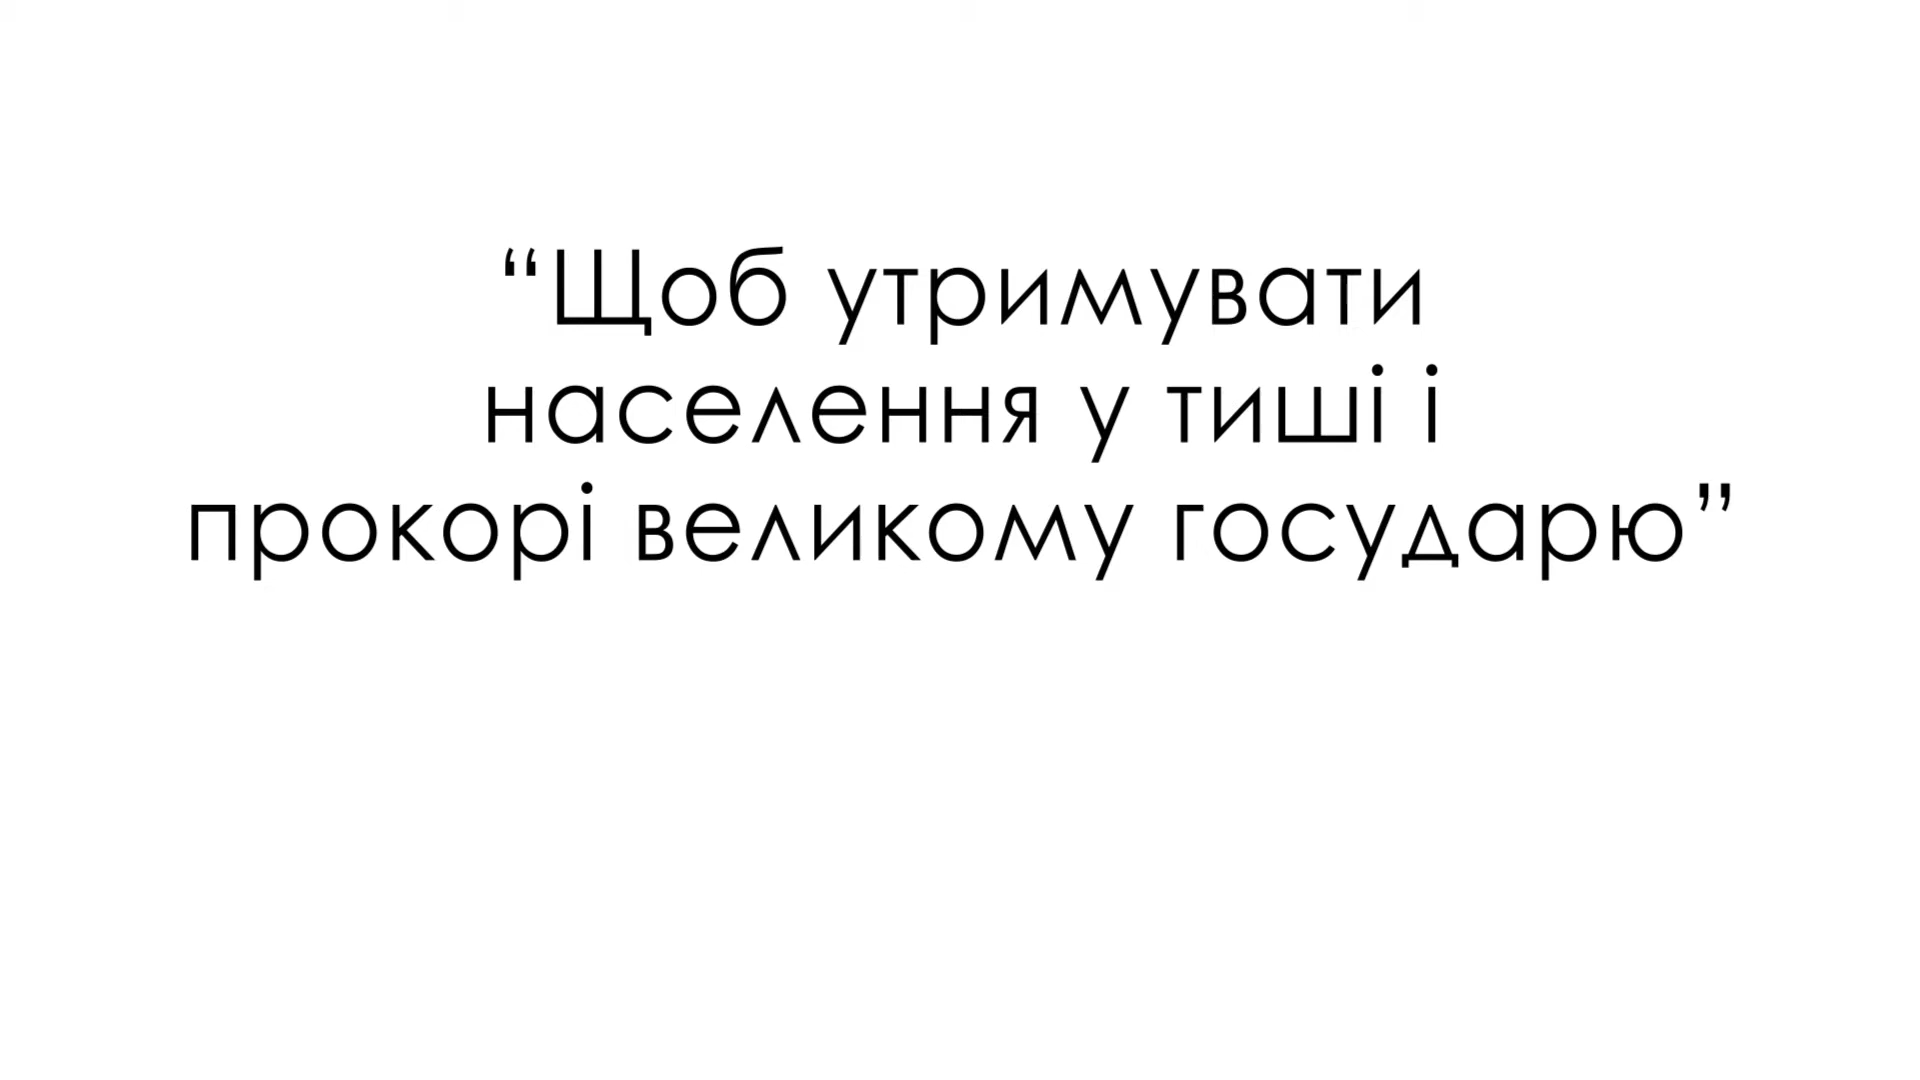 “Щоб утримувати
населення у тиші і
прокорі великому государю”